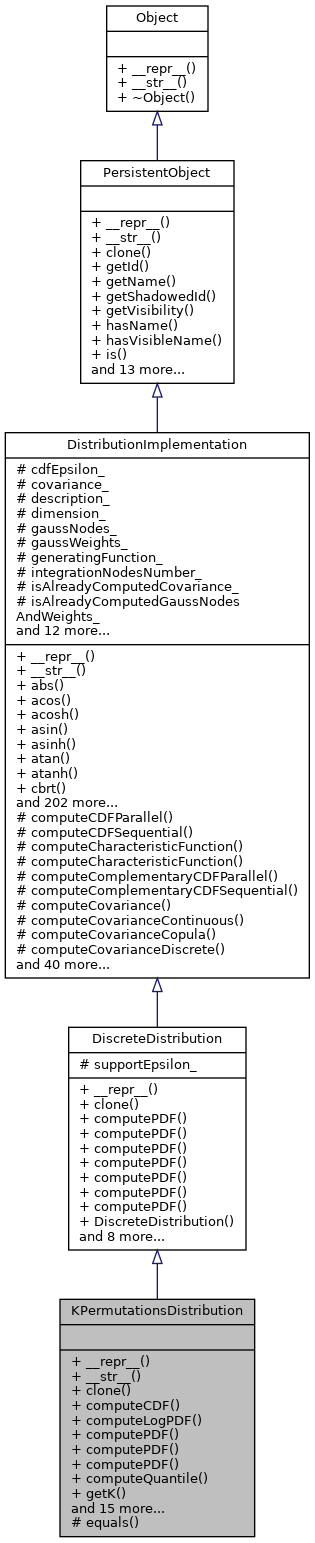 Object
+ __repr__()
+ __str__()
+ ~Object()
PersistentObject
+ __repr__()
+ __str__()
+ clone()
+ getId()
+ getName()
+ getShadowedId()
+ getVisibility()
+ hasName()
+ hasVisibleName()
+ is()
and 13 more...
DistributionImplementation
# cdfEpsilon_
# covariance_
# description_
# dimension_
# gaussNodes_
# gaussWeights_
# generatingFunction_
# integrationNodesNumber_
# isAlreadyComputedCovariance_
# isAlreadyComputedGaussNodes
AndWeights_
and 12 more...
+ __repr__()
+ __str__()
+ abs()
+ acos()
+ acosh()
+ asin()
+ asinh()
+ atan()
+ atanh()
+ cbrt()
and 202 more...
# computeCDFParallel()
# computeCDFSequential()
# computeCharacteristicFunction()
# computeCharacteristicFunction()
# computeComplementaryCDFParallel()
# computeComplementaryCDFSequential()
# computeCovariance()
# computeCovarianceContinuous()
# computeCovarianceCopula()
# computeCovarianceDiscrete()
and 40 more...
DiscreteDistribution
# supportEpsilon_
+ __repr__()
+ clone()
+ computePDF()
+ computePDF()
+ computePDF()
+ computePDF()
+ computePDF()
+ computePDF()
+ computePDF()
+ DiscreteDistribution()
and 8 more...
KPermutationsDistribution
+ __repr__()
+ __str__()
+ clone()
+ computeCDF()
+ computeLogPDF()
+ computePDF()
+ computePDF()
+ computePDF()
+ computeQuantile()
+ getK()
and 15 more...
# equals()